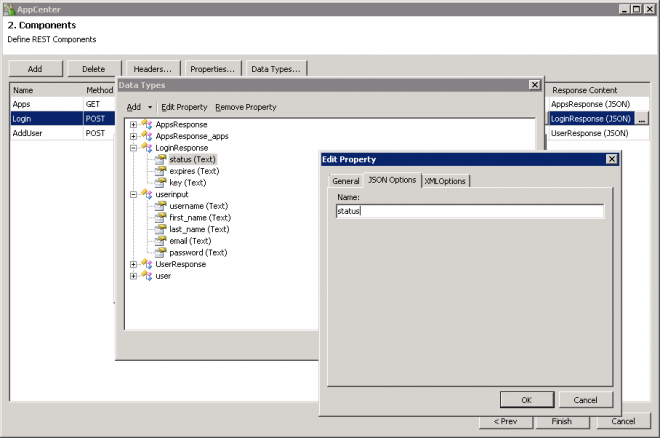 AppCenter
2. Components
Define REST Components
Add Delete Headers... Properties... Data Types...
Name Method Response Content
Apps GET AppsResponse (JSON)
Login POST LoginResponse (JSON) ...
AddUser POST UserResponse (JSON)
Data Types
Add Edit Property Remove Property
AppsResponse
AppsResponse_apps
LoginResponse
status (Text)
expires (Text)
key (Text)
userinput
username (Text)
first_name (Text)
last_name (Text)
email (Text)
password (Text)
UserResponse
user
Edit Property
General JSON Options XMLOptions
Name:
status
OK Cancel
< Prev Finish Cancel